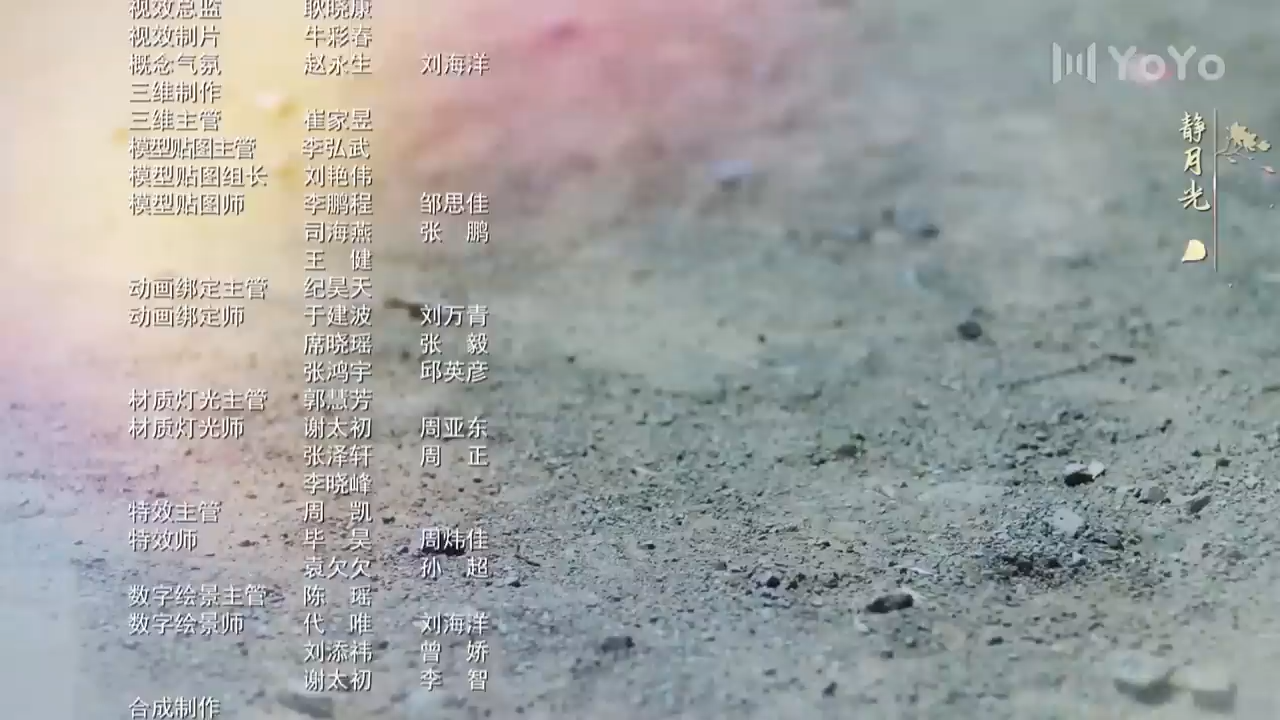 视效总监 耿晓康
视效制片 牛彩春
概念气氛 赵永生 刘海洋
三维制作
三维主管 崔家昱
模型贴图主管 李弘武
模型贴图组长 刘艳伟
模型贴图师 李鹏程 邹思佳
司海燕 张 鹏
王 健
动画绑定主管 纪昊天
动画绑定师 于建波 刘万青
席晓瑶 张 毅
张鸿宇 邱英彦
材质灯光主管 郭慧芳
材质灯光师 谢太初 周亚东
张泽轩 周 正
李晓峰
特效主管 周 凯
特效师 毕 昊 周炜佳
袁欠欠 孙 超
数字绘景主管 陈 瑶
数字绘景师 代 唯 刘海洋
刘添祎 曾 娇
谢太初 李 智
合成制作
YoYo
静月光